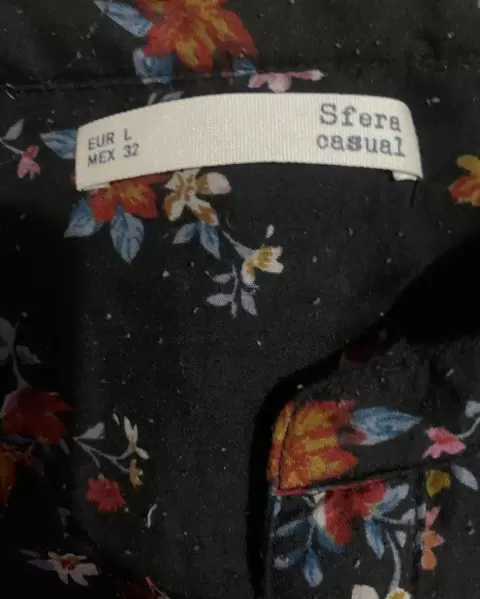 EUR L
MEX 32
Sfera
casual